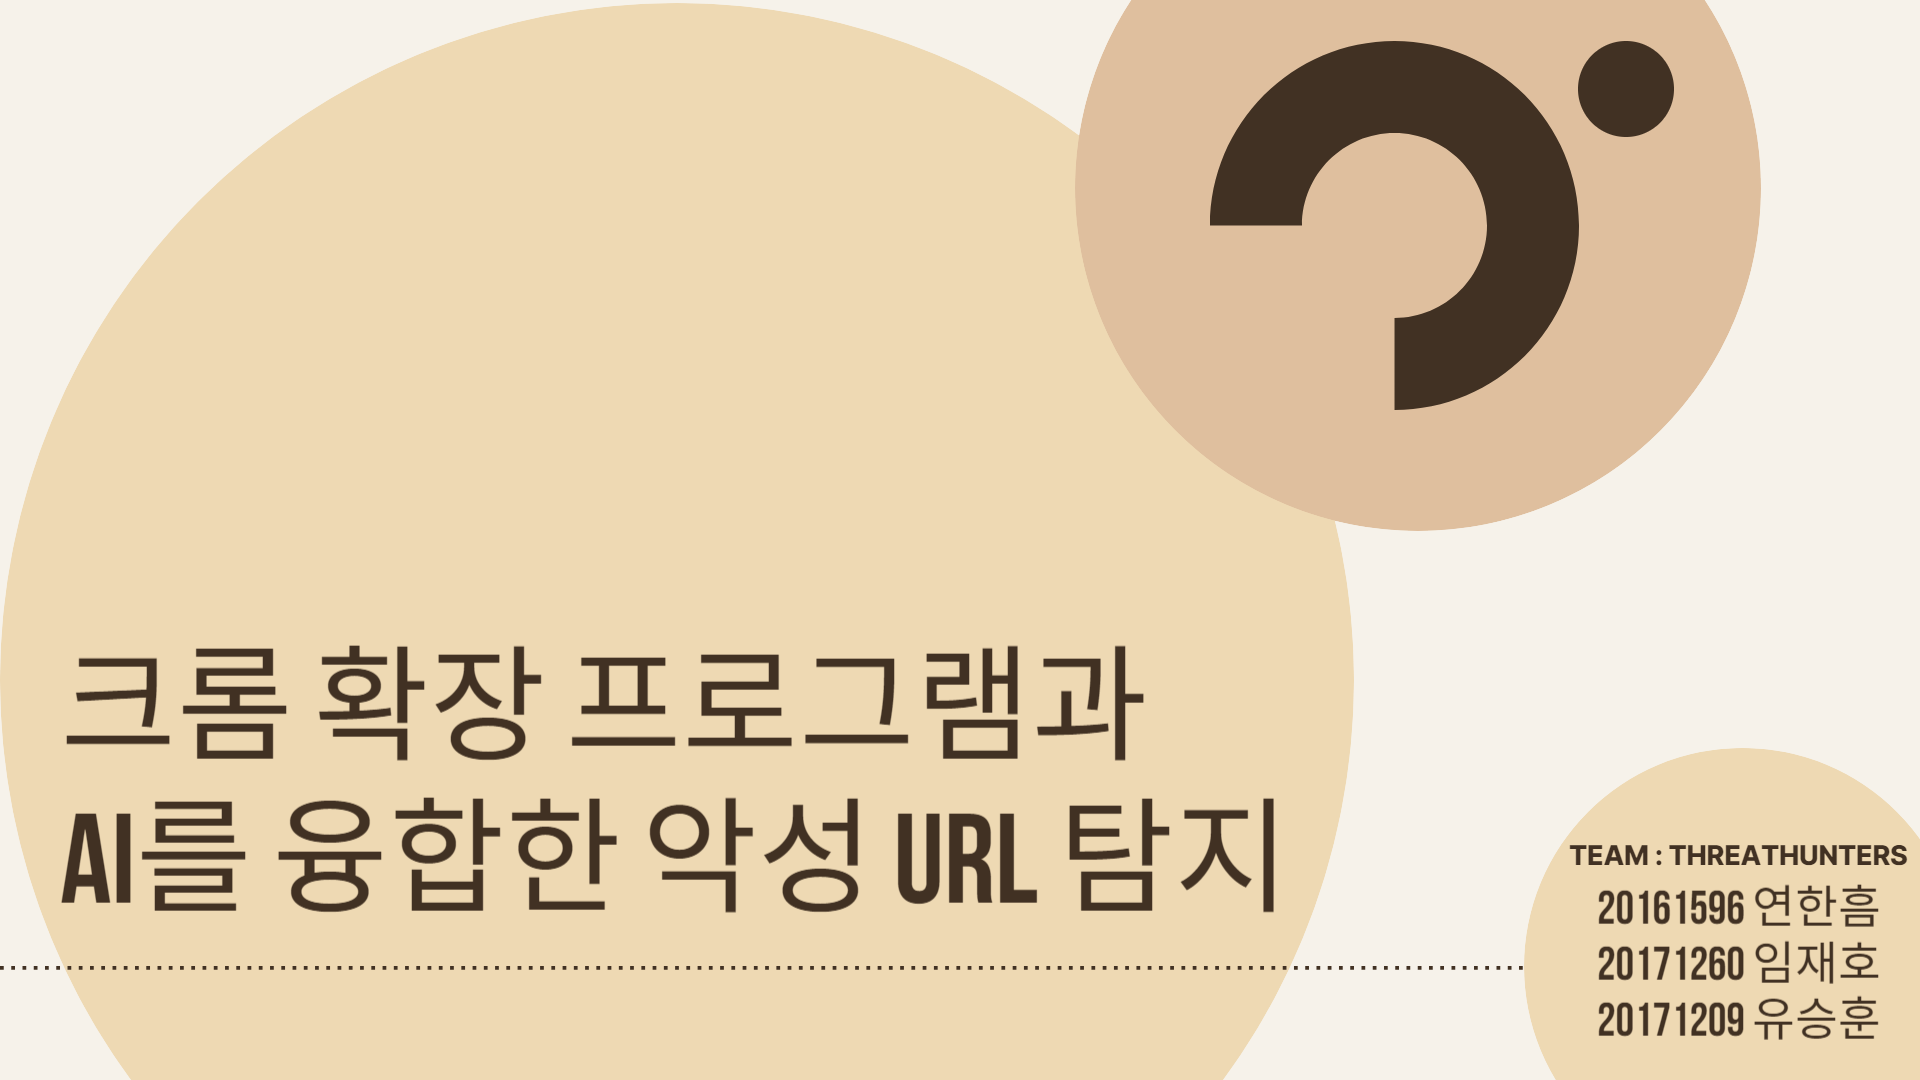 크롬 확장 프로그램과
AI를 융합한 악성 URL 탐지
TEAM : THREATHUNTERS
20161596 연한흠
20171260 임재호
20171209 유승훈